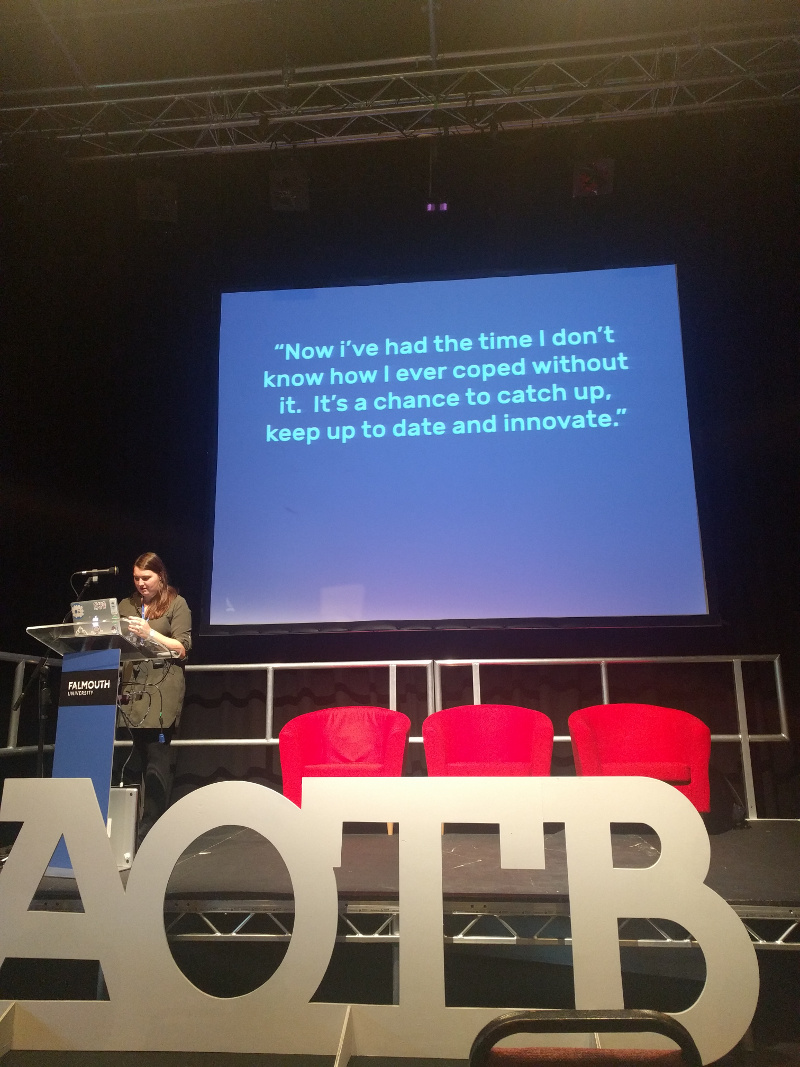 “Now i’ve had the time I don’t
know how I ever coped without
it.  It’s a chance to catch up,
keep up to date and innovate.”
FALMOUTH
UNIVERSITY
AOTB